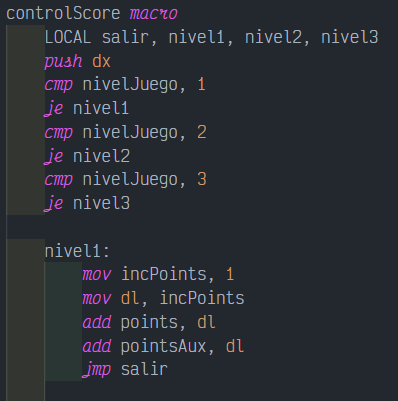 controlScore macro
LOCAL salir, nivel1, nivel2, nivel3
push dx
cmp nivelJuego, 1
je nivel1
cmp nivelJuego, 2
je nivel2
cmp nivelJuego, 3
je nivel3
nivel1:
mov incPoints, 1
mov dl, incPoints
add points, dl
add pointsAux, dl
jmp salir